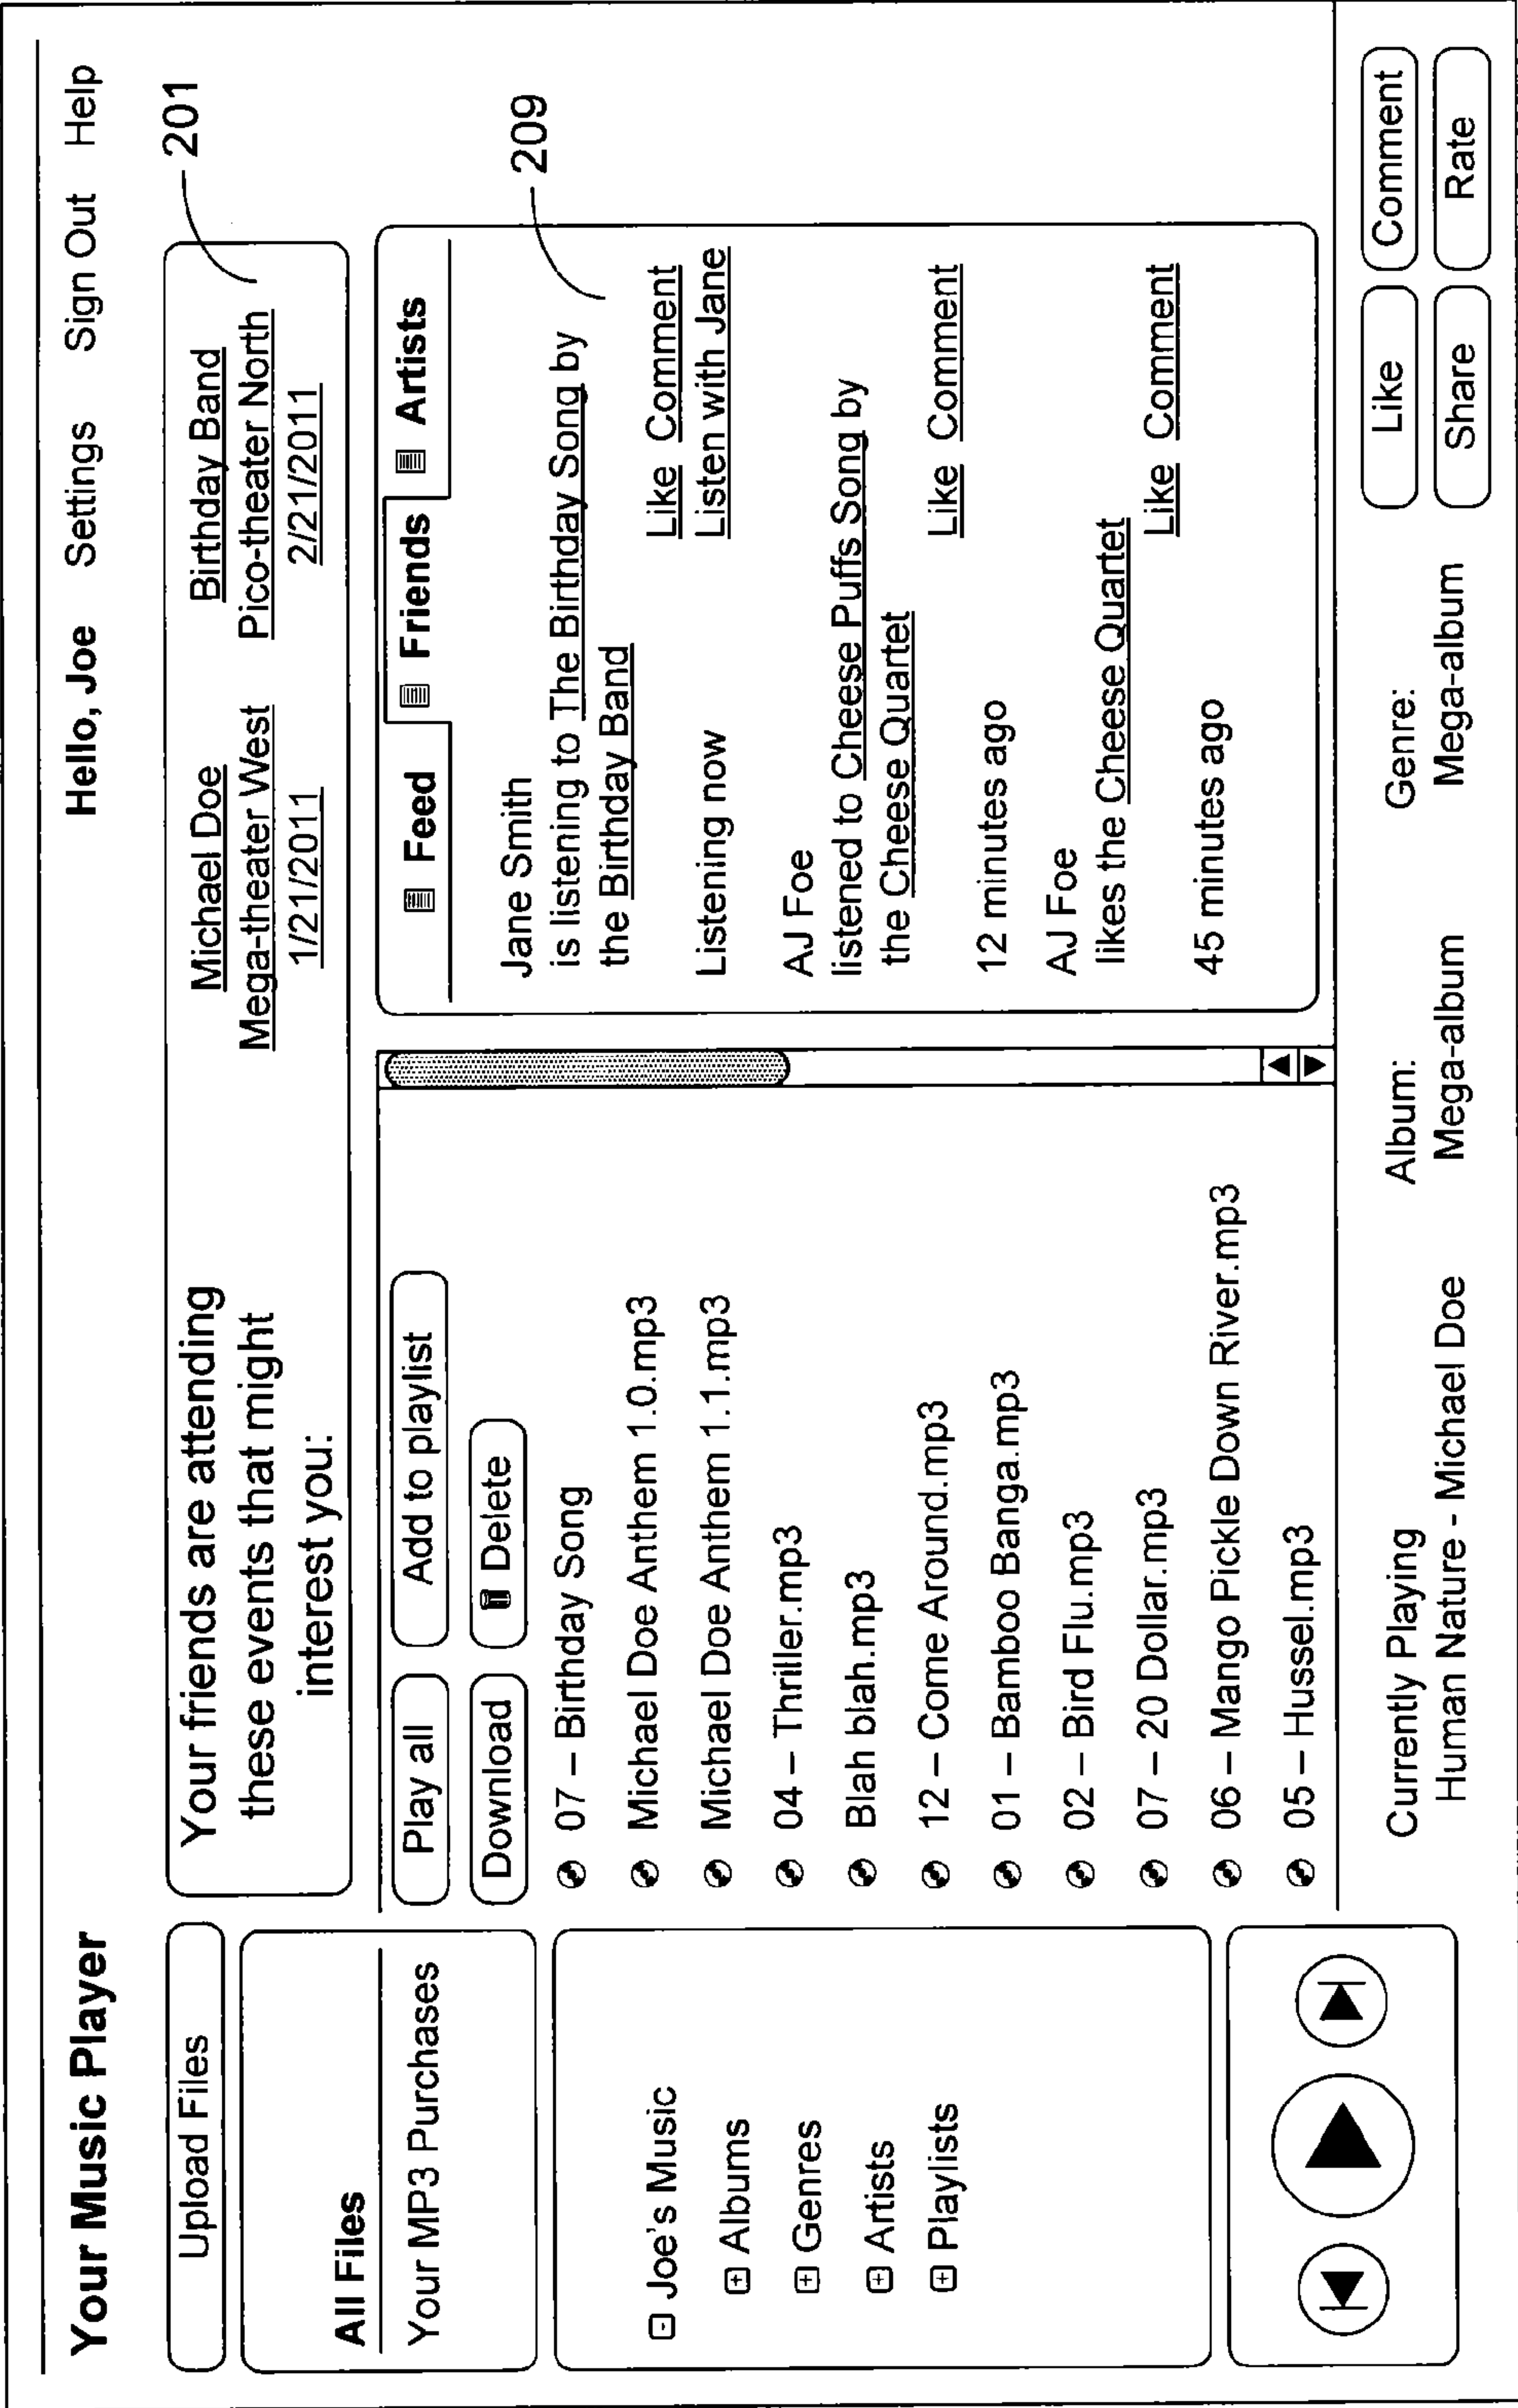 Your Music Player
Hello, Joe Settings Sign Out Help
Upload Files
All Files
Your MP3 Purchases
Joe's Music
Albums
Genres
Artists
Playlists
Your friends are attending
these events that might
interest you:
Michael Doe
Mega-theater West
1/21/2011
Birthday Band
Pico-theater North
2/21/2011
201
Play all Add to playlist
Download Delete
07 – Birthday Song
Michael Doe Anthem 1.0.mp3
Michael Doe Anthem 1.1.mp3
04 – Thriller.mp3
Blah blah.mp3
12 – Come Around.mp3
01 – Bamboo Banga.mp3
02 – Bird Flu.mp3
07 – 20 Dollar.mp3
06 – Mango Pickle Down River.mp3
05 – Hussel.mp3
Feed Friends Artists
209
Jane Smith
is listening to The Birthday Song by
the Birthday Band
Like Comment
Listening now Listen with Jane
AJ Foe
listened to Cheese Puffs Song by
the Cheese Quartet
Like Comment
12 minutes ago
AJ Foe
likes the Cheese Quartet
Like Comment
45 minutes ago
Currently Playing
Human Nature - Michael Doe
Album:
Mega-album
Genre:
Mega-album
Like Comment
Share Rate